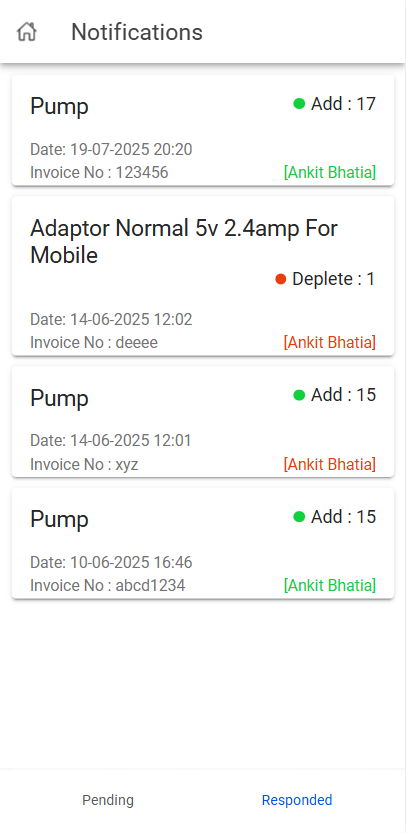 Notifications
Pump
Add : 17
Date: 19-07-2025 20:20
Invoice No : 123456
[Ankit Bhatia]
Adaptor Normal 5v 2.4amp For
Mobile
Deplete : 1
Date: 14-06-2025 12:02
Invoice No : deeee
[Ankit Bhatia]
Pump
Add : 15
Date: 14-06-2025 12:01
Invoice No : xyz
[Ankit Bhatia]
Pump
Add : 15
Date: 10-06-2025 16:46
Invoice No : abcd1234
[Ankit Bhatia]
Pending
Responded